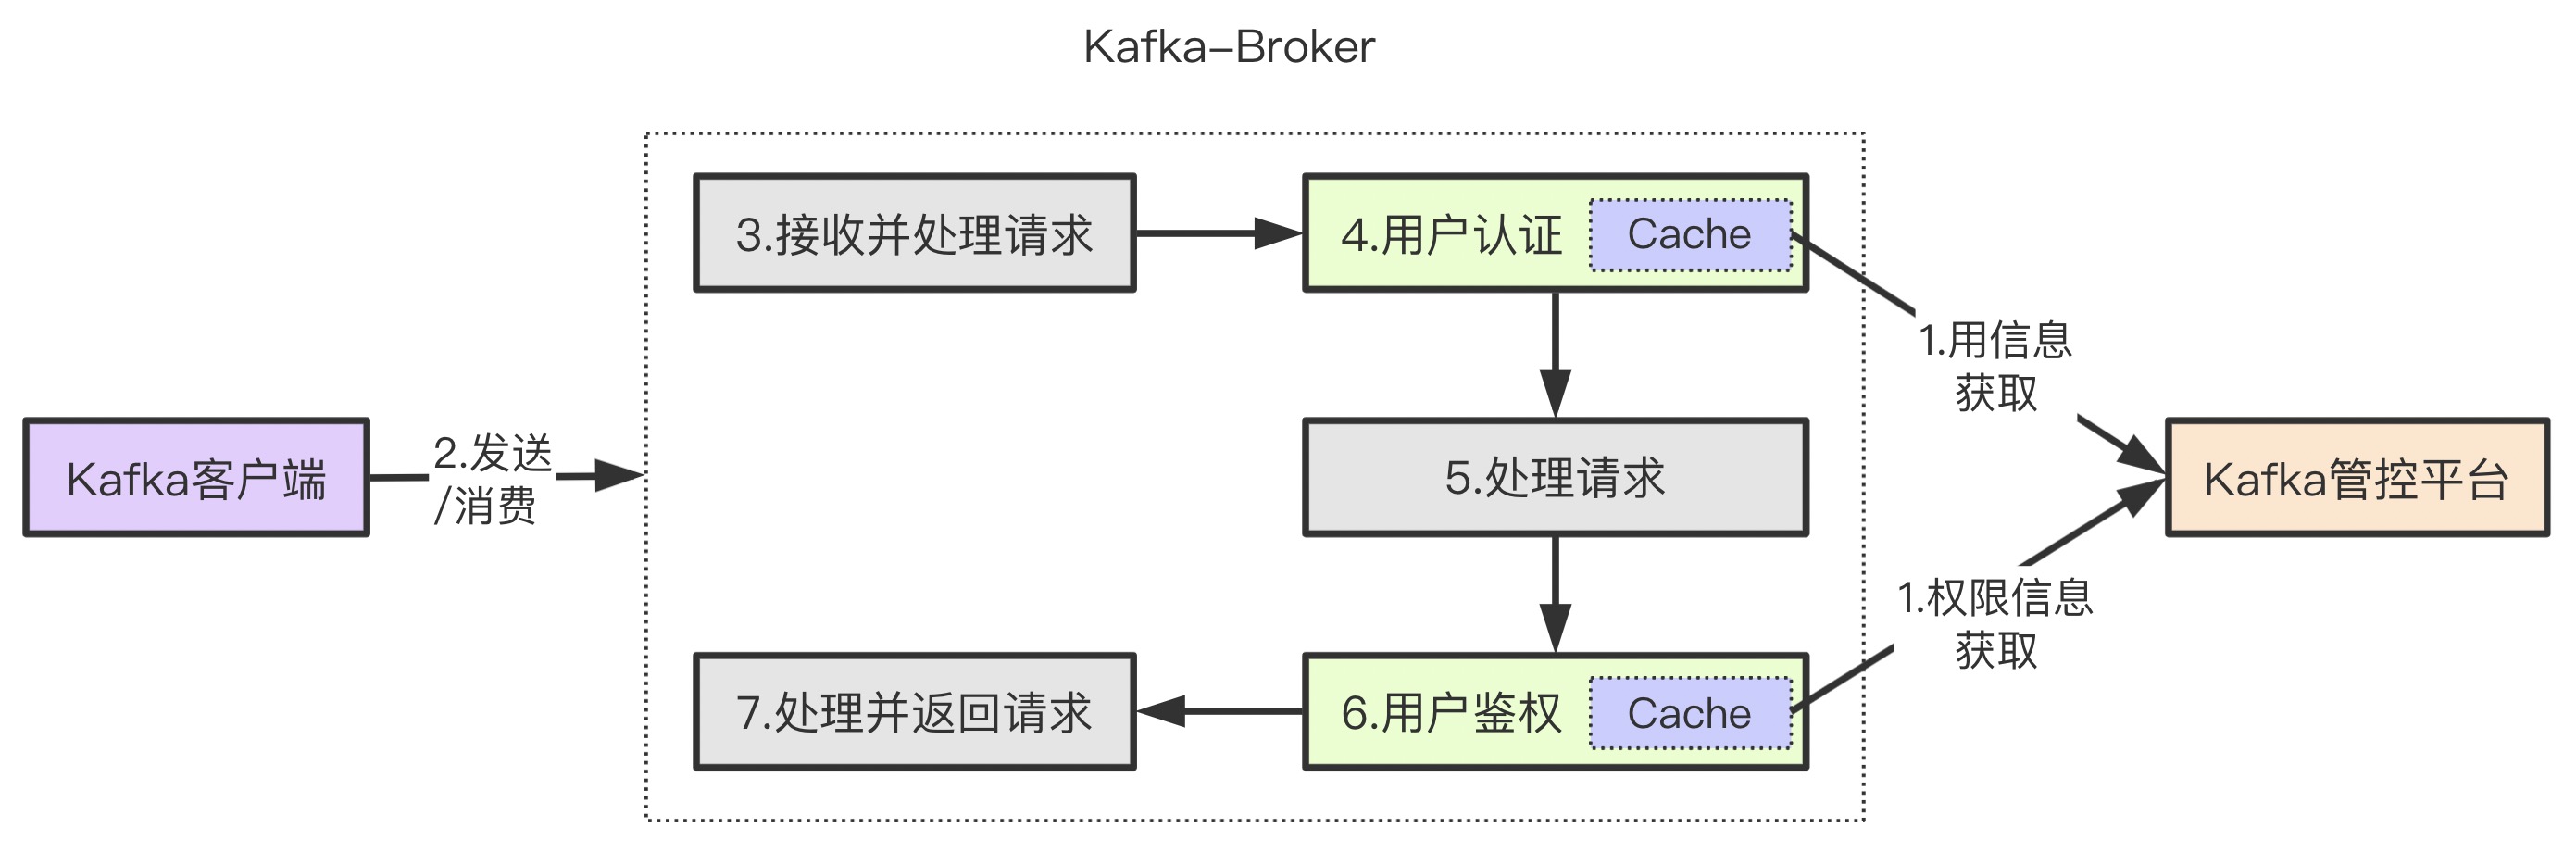 Kafka–Broker
3.接收并处理请求
4.用户认证
Cache
1.用信息
获取
Kafka客户端
2.发送
/消费
5.处理请求
Kafka管控平台
1.权限信息
获取
7.处理并返回请求
6.用户鉴权
Cache